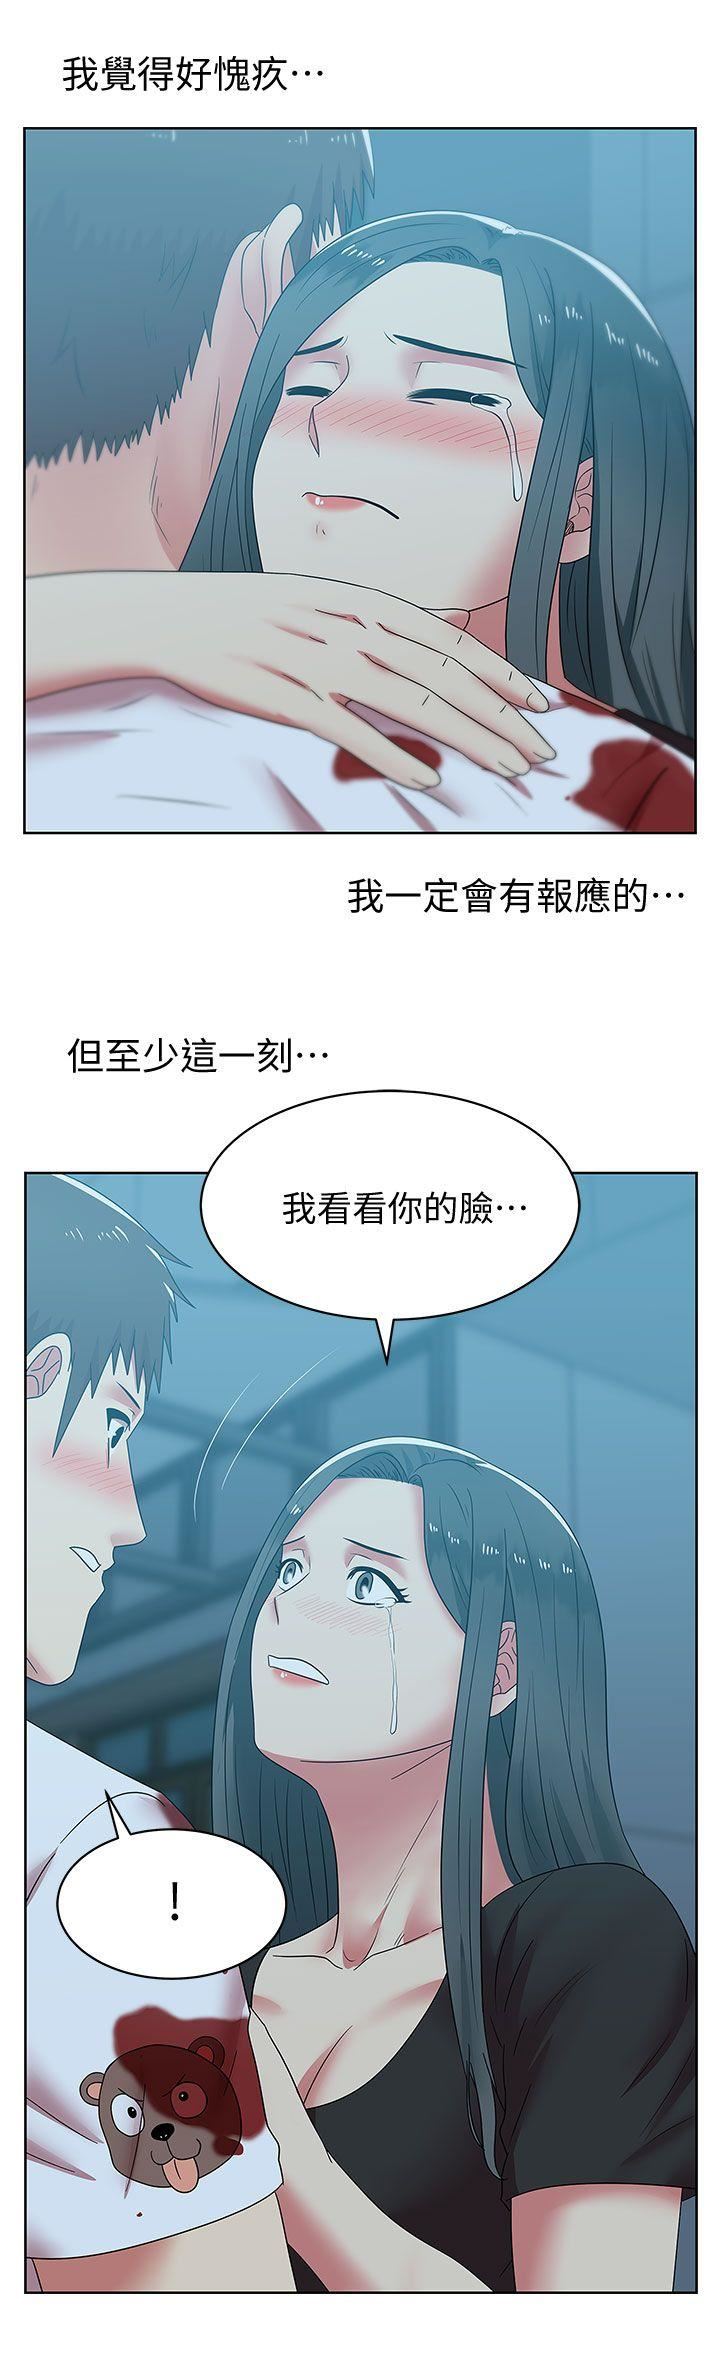 我覺得好愧疚⋯
我一定會有報應的⋯
但至少這一刻⋯
我看看你的臉⋯
！